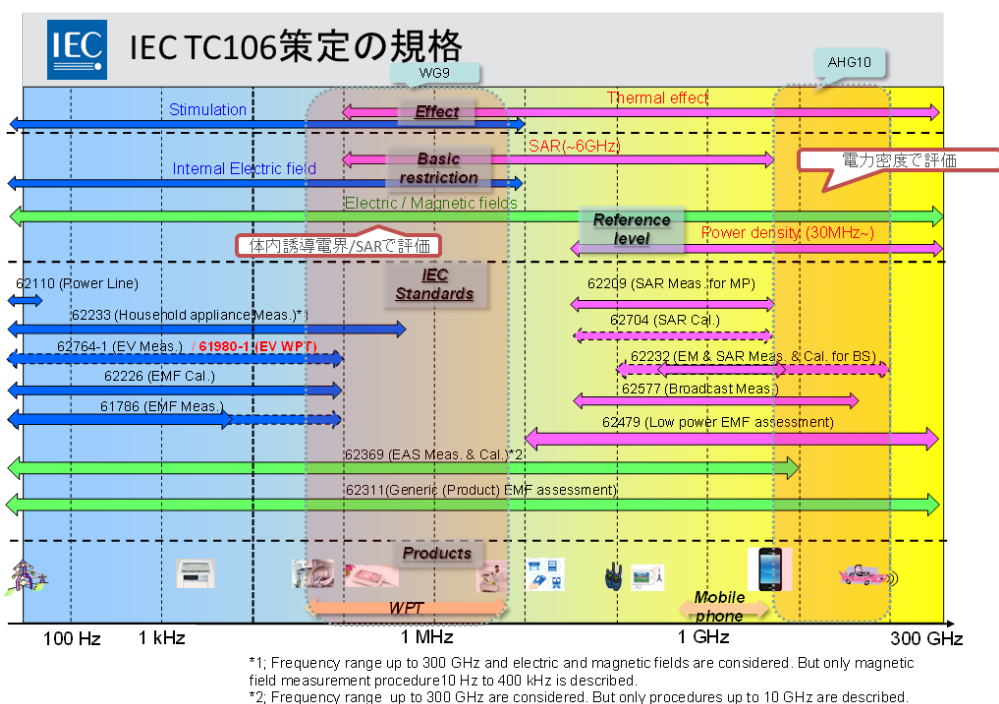 IEC
IEC TC106策定の規格
WG9
AHG10
Stimulation
Effect
Thermal effect
SAR(~6GHz)
Basic
restriction
Internal Electric field
電力密度で評価
Electric / Magnetic fields
Reference
level
Power density (30MHz~)
体内誘導電界/SARで評価
IEC
Standards
62110 (Power Line)
62209 (SAR Meas. for MP)
62233 (Household appliance Meas.)*1
62704 (SAR Cal.)
62764-1 (EV Meas.) / 61980-1 (EV WPT)
62232 (EM & SAR Meas. & Cal. for BS)
62226 (EMF Cal.)
62577 (Broadcast Meas.)
61786 (EMF Meas.)
62479 (Low power EMF assessment)
62369 (EAS Meas. & Cal.)*2
62311(Generic (Product) EMF assessment)
Products
WPT
Mobile
phone
100 Hz
1 kHz
1 MHz
1 GHz
300 GHz
*1; Frequency range up to 300 GHz and electric and magnetic fields are considered. But only magnetic
field measurement procedure10 Hz to 400 kHz is described.
*2; Frequency range up to 300 GHz are considered. But only procedures up to 10 GHz are described.